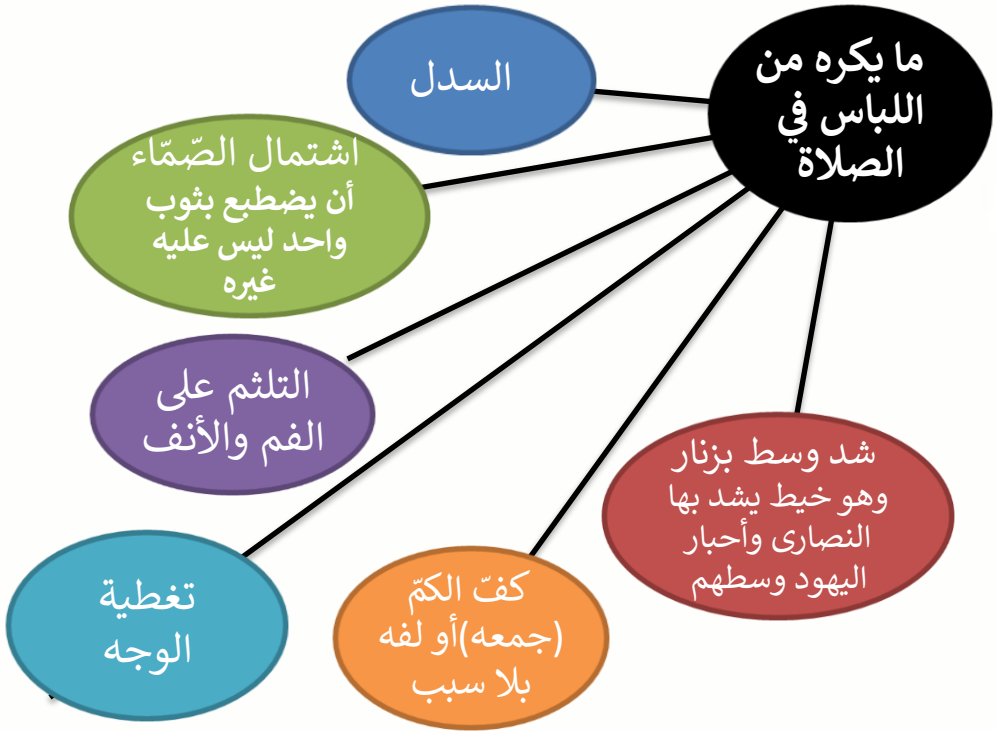 ما يكره من
اللباس في
الصلاة
السدل
اشتمال الصّمّاء
أن يضطبع بثوب
واحد ليس عليه
غيره
التلثم على
الفم والأنف
تغطية
الوجه
كفّ الكمّ
(جمعه)أو لفه
بلا سبب
شد وسط بزنار
وهو خيط يشد بها
النصارى وأحبار
اليهود وسطهم